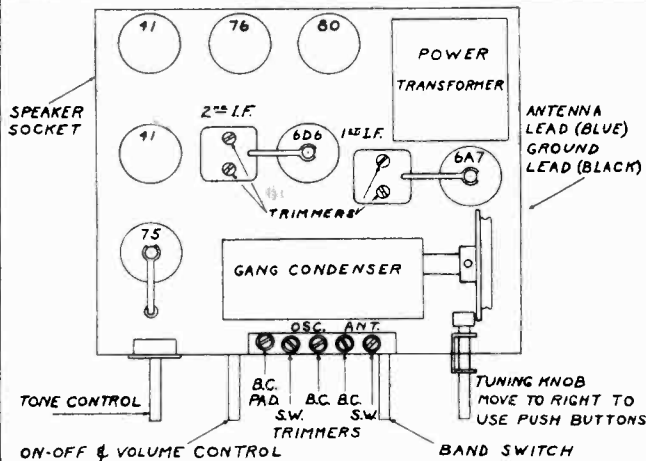 41
76
80
POWER
TRANSFORMER
SPEAKER
SOCKET
2ND I.F.
ANTENNA
LEAD (BLUE)
GROUND
LEAD (BLACK)
41
6D6
1ST I.F.
6A7
TRIMMERS
75
GANG CONDENSER
OSC. ANT.
B.C.
PAD.
S.W.
B.C.
B.C.
S.W.
TRIMMERS
TONE CONTROL
TUNING KNOB
MOVE TO RIGHT TO
USE PUSH BUTTONS
ON-OFF & VOLUME CONTROL
BAND SWITCH